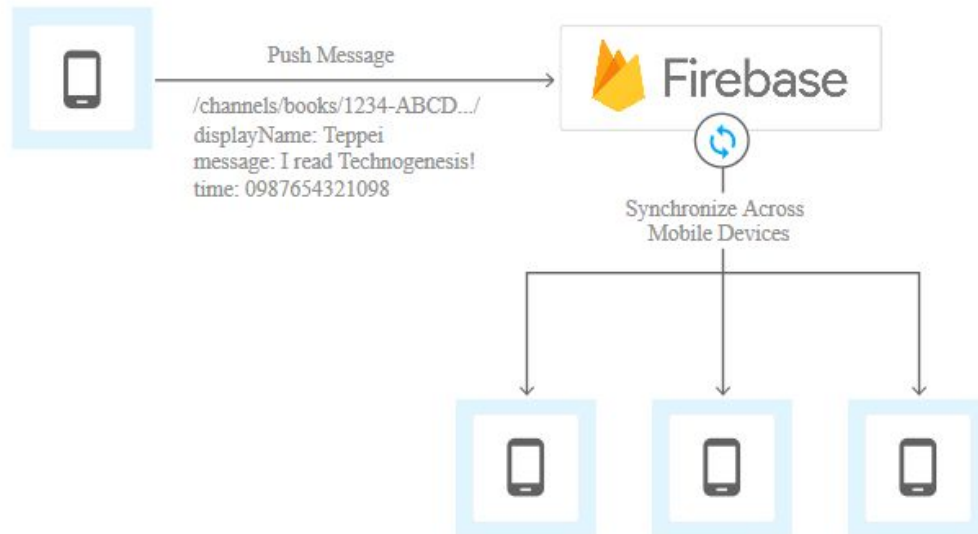 Push Message
/channels/books/1234-ABCD.../
displayName: Teppei
message: I read Technogenesis!
time: 0987654321098
Firebase
Synchronize Across
Mobile Devices